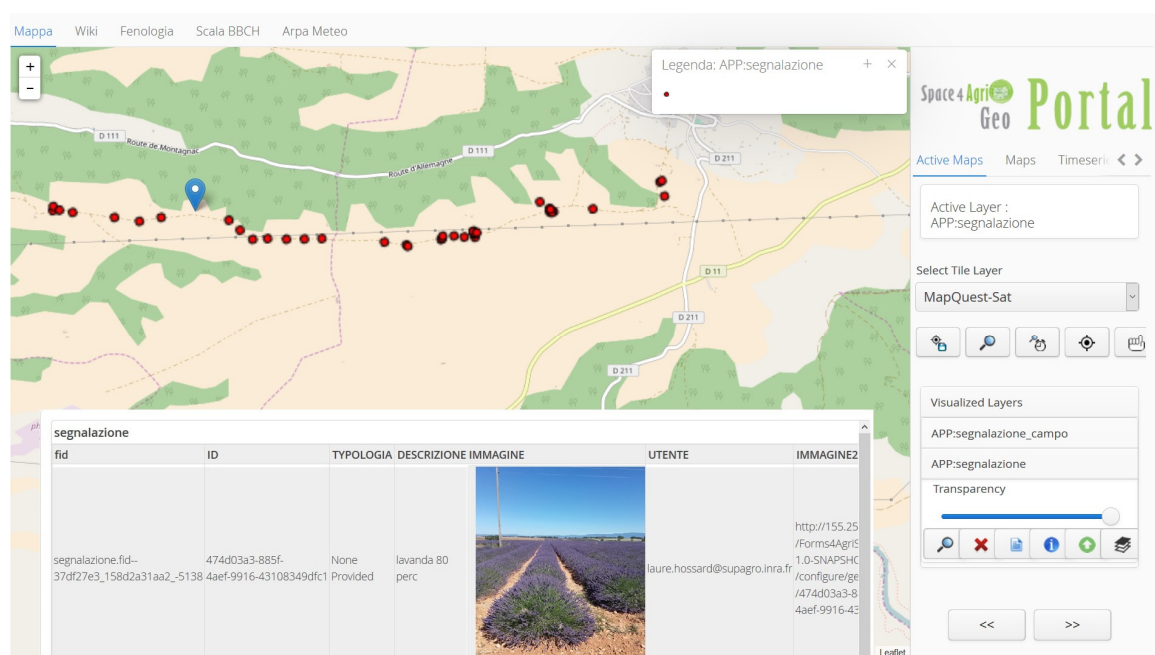 Mappa Wiki Fenologia Scala BBCH Arpa Meteo
+
-
Legenda: APP:segnalazione + ×
D 111
Route de Montagnac
D 111
Route d'Allemagne
D 211
D 11
D 211
D 211
Space 4 Agri
Geo
Portal
Active Maps Maps Timeserie
Active Layer :
APP:segnalazione
Select Tile Layer
MapQuest-Sat
Visualized Layers
APP:segnalazione_campo
APP:segnalazione
Transparency
<< >>
segnalazione
fid ID TYPOLOGIA DESCRIZIONE IMMAGINE UTENTE IMMAGINE2
segnalazione.fid--
37df27e3_158d2a31aa2_-5138
474d03a3-885f-
4aef-9916-43108349dfc1
None
Provided
lavanda 80
perc
laure.hossard@supagro.inra.fr
http://155.25
/Forms4AgriS
1.0-SNAPSHO
/configure/ge
/474d03a3-8
4aef-9916-43
Leaflet